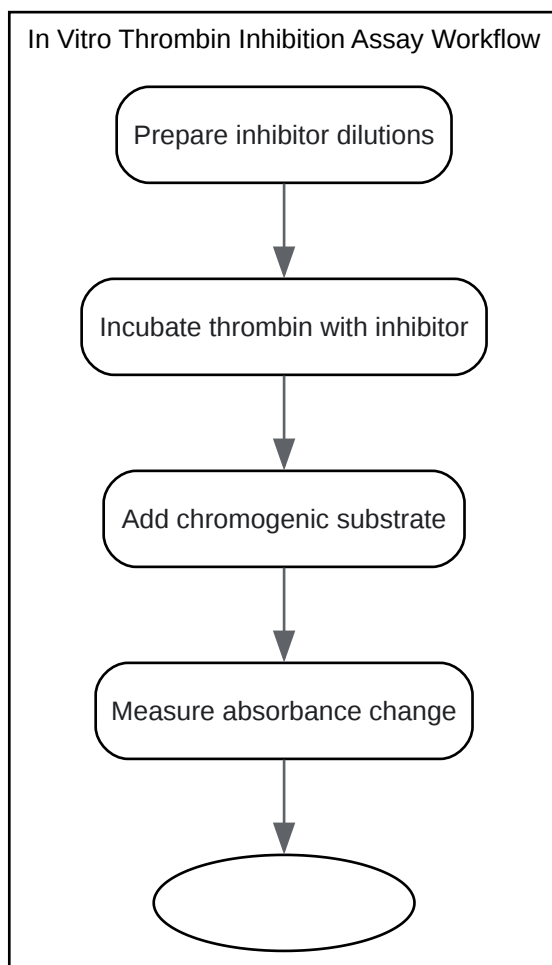 In Vitro Thrombin Inhibition Assay Workflow
Prepare inhibitor dilutions
Incubate thrombin with inhibitor
Add chromogenic substrate
Measure absorbance change